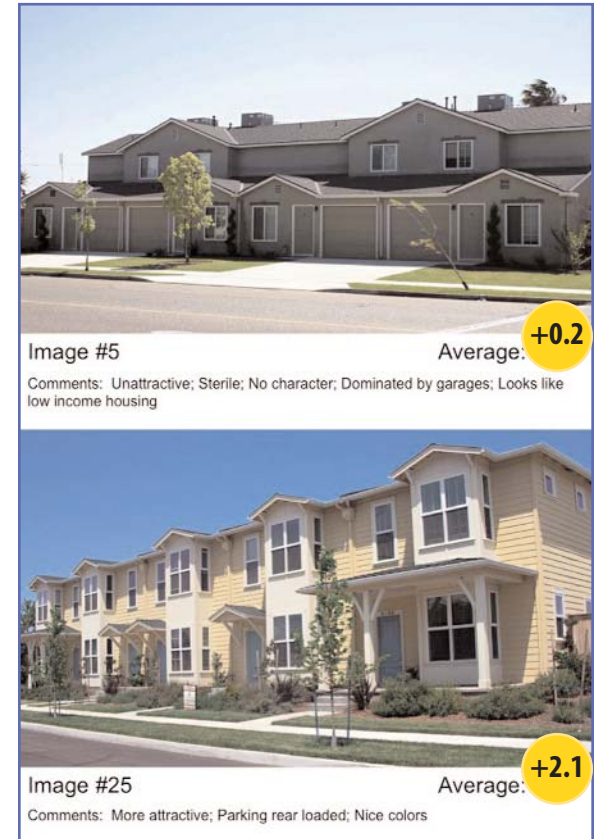 Image #5 Average: +0.2
Comments: Unattractive; Sterile; No character; Dominated by garages; Looks like
low income housing
Image #25 Average: +2.1
Comments: More attractive; Parking rear loaded; Nice colors